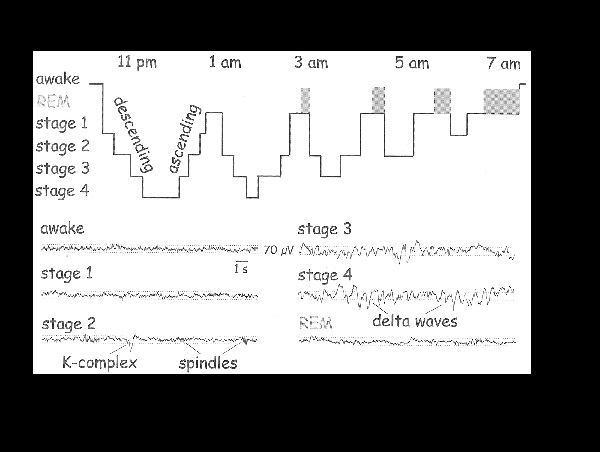 11 pm 1 am 3 am 5 am 7 am
awake
REM
stage 1
stage 2
stage 3
stage 4
descending
ascending
awake
stage 3
70 µV
1 s
stage 1
stage 4
stage 2
REM
delta waves
K-complex
spindles